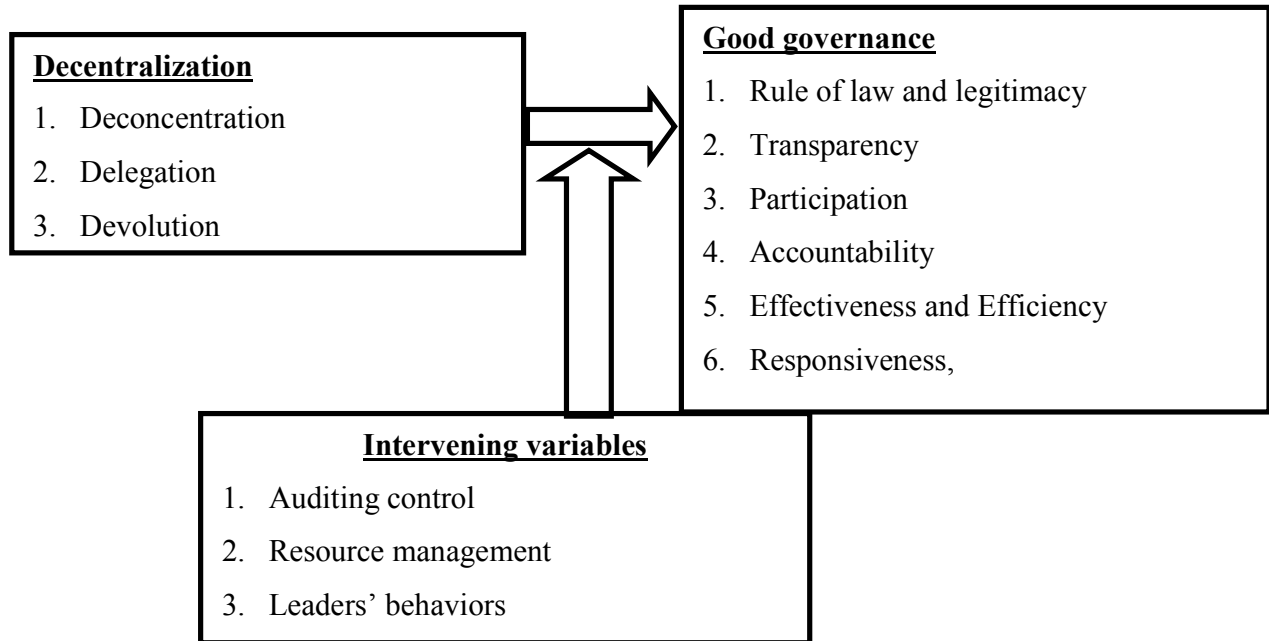 Decentralization
1. Deconcentration
2. Delegation
3. Devolution
Good governance
1. Rule of law and legitimacy
2. Transparency
3. Participation
4. Accountability
5. Effectiveness and Efficiency
6. Responsiveness,
Intervening variables
1. Auditing control
2. Resource management
3. Leaders’ behaviors